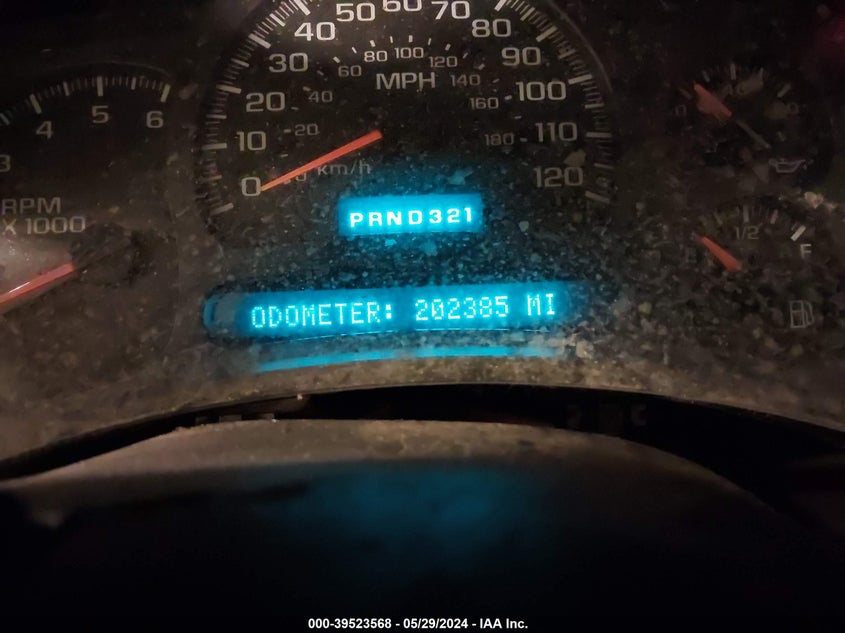 50 60 70
40 80
30 80 100 120 90
60 140
MPH
20 40 160 100
10 20 180 110
0 km/h 120
4 5 6
3
RPM
X 1000
PRND321
ODOMETER: 202385 MI
40
1/2
F
000-39523568 - 05/29/2024 - IAA Inc.